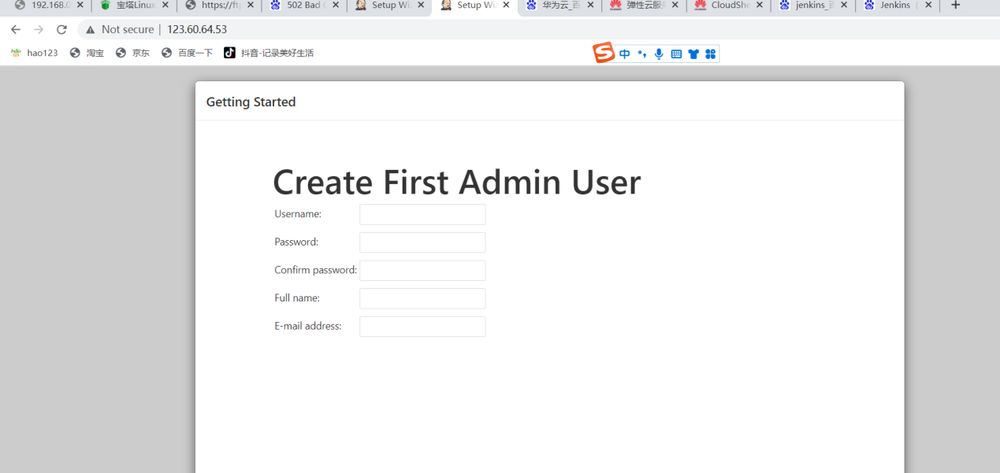 192.168.0
宝塔Linux
https://ftp
502 Bad
Setup Wi
Setup Wi
华为云_百
弹性云服务
CloudShe
jenkins_百
Jenkins
Not secure | 123.60.64.53
hao123 淘宝 京东 百度一下 抖音-记录美好生活
中
Getting Started
Create First Admin User
Username:
Password:
Confirm password:
Full name:
E-mail address: